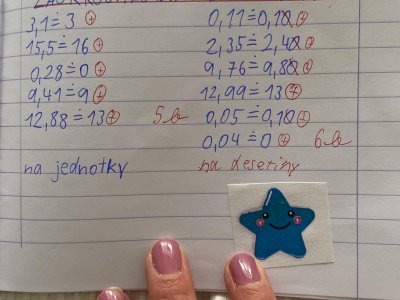 3,1≐3 +
15,5≐16 +
0,28≐0 +
9,41≐9 +
12,88≐13 + 5 b
na jednotky
0,11≐0,10 +
2,35≐2,40 +
9,76≐9,80 +
12,99≐13 +
0,05≐0,10 +
0,04≐0 + 6 b
na desetiny